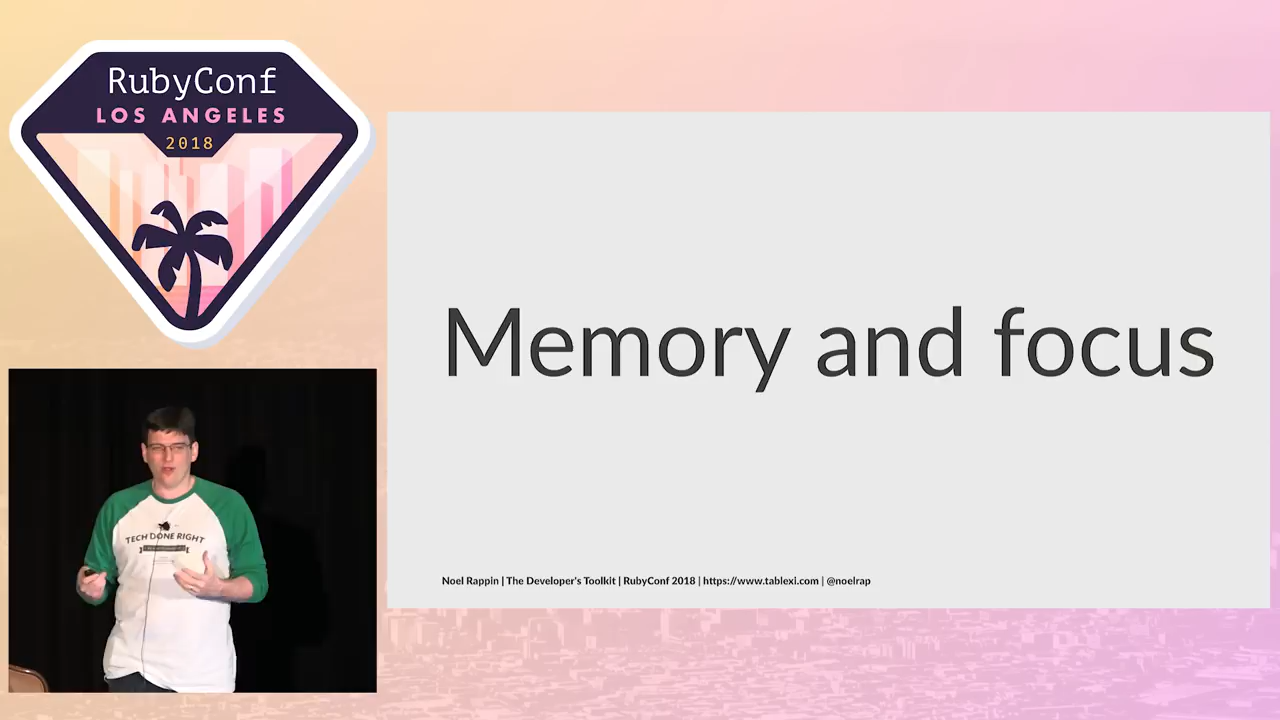 RubyConf
LOS ANGELES
2018
Memory and focus
TECH DONE RIGHT
Noel Rappin | The Developer's Toolkit | RubyConf 2018 | https://www.tablexi.com | @noelrap